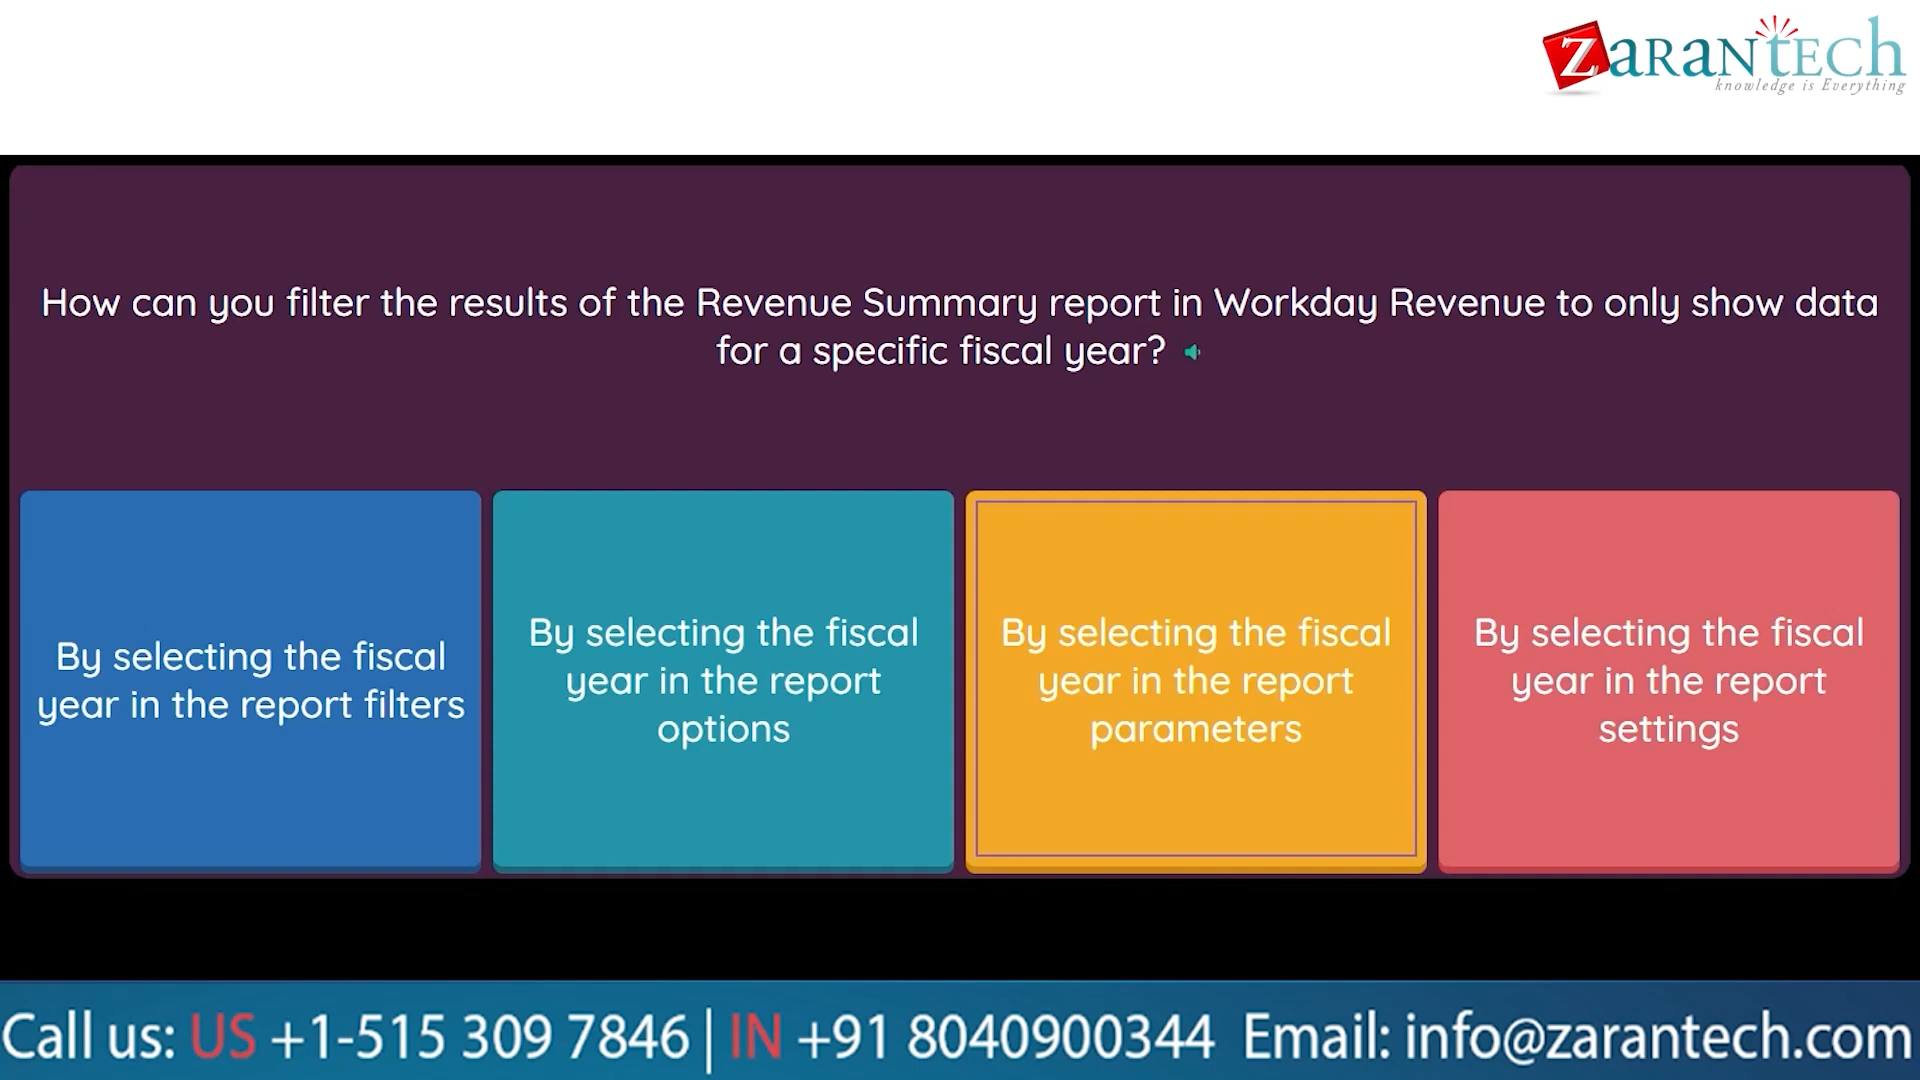 ZaranTech
knowledge is Everything
How can you filter the results of the Revenue Summary report in Workday Revenue to only show data
for a specific fiscal year?
By selecting the fiscal
year in the report filters
By selecting the fiscal
year in the report
options
By selecting the fiscal
year in the report
parameters
By selecting the fiscal
year in the report
settings
Call us: US +1-515 309 7846 | IN +91 8040900344 Email: info@zarantech.com